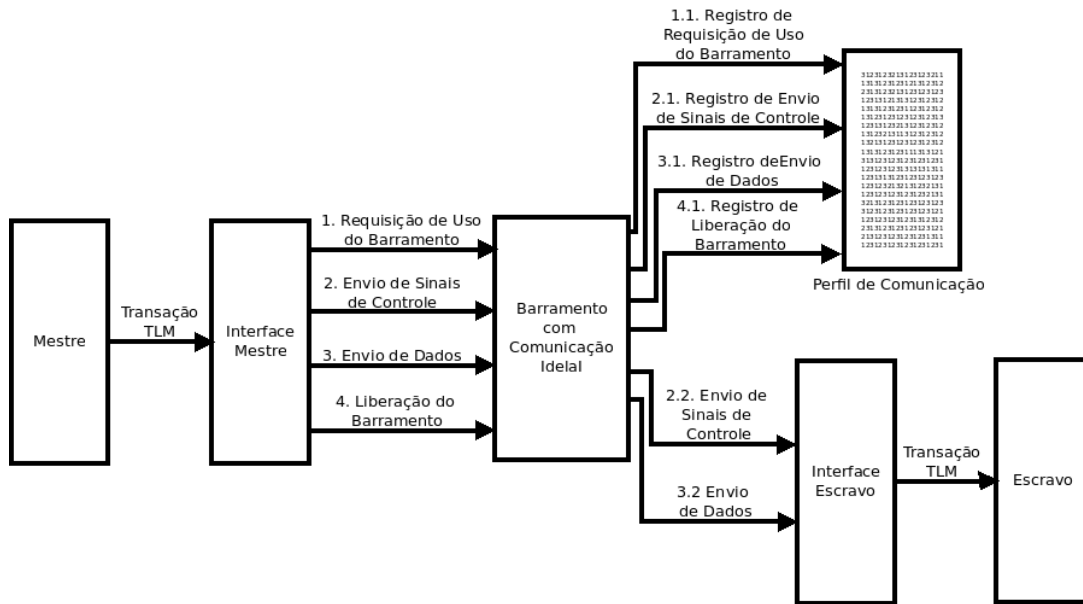 1.1. Registro de
Requisição de Uso
do Barramento
2.1. Registro de Envio
de Sinais de Controle
3.1. Registro deEnvio
de Dados
4.1. Registro de
Liberação do
Barramento
Perfil de Comunicação
1. Requisição de Uso
do Barramento
2. Envio de Sinais
de Controle
3. Envio de Dados
4. Liberação do
Barramento
Mestre
Transação
TLM
Interface
Mestre
Barramento
com
Comunicação
Idelal
2.2. Envio de
Sinais de
Controle
3.2 Envio
de Dados
Interface
Escravo
Transação
TLM
Escravo